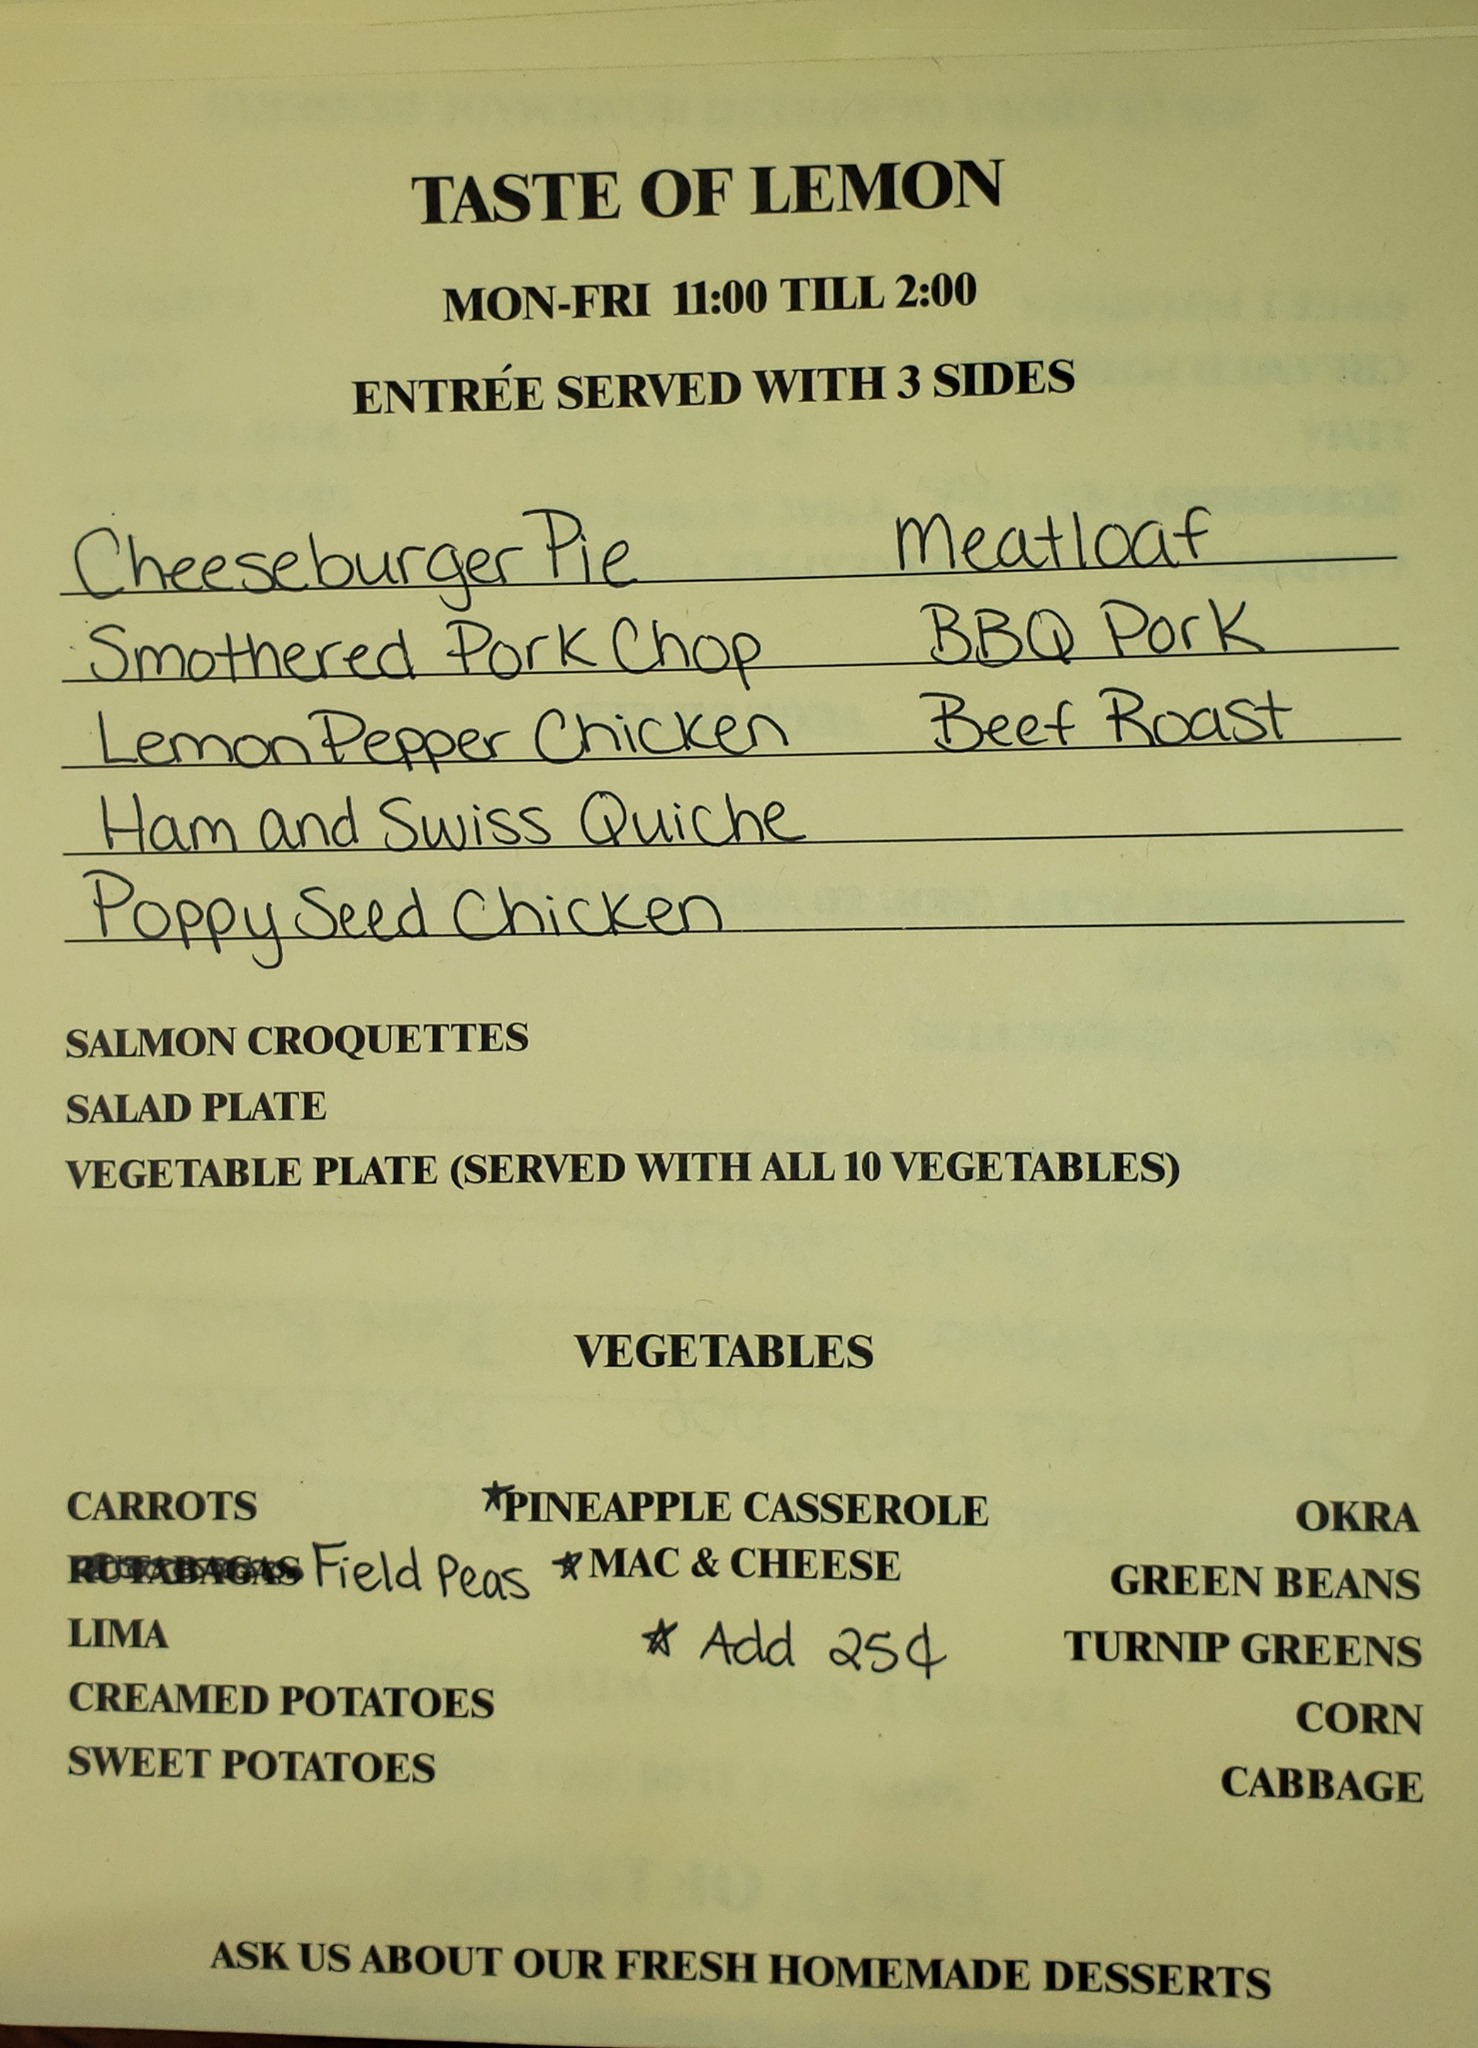 TASTE OF LEMON
MON-FRI 11:00 TILL 2:00
ENTRÉE SERVED WITH 3 SIDES
Cheeseburger Pie Meatloaf
Smothered Pork Chop BBQ Pork
Lemon Pepper Chicken Beef Roast
Ham and Swiss Quiche
Poppy Seed Chicken
SALMON CROQUETTES
SALAD PLATE
VEGETABLE PLATE (SERVED WITH ALL 10 VEGETABLES)
VEGETABLES
CARROTS *PINEAPPLE CASSEROLE OKRA
RUTABAGAS Field Peas *MAC & CHEESE GREEN BEANS
LIMA * Add 25¢ TURNIP GREENS
CREAMED POTATOES CORN
SWEET POTATOES CABBAGE
ASK US ABOUT OUR FRESH HOMEMADE DESSERTS